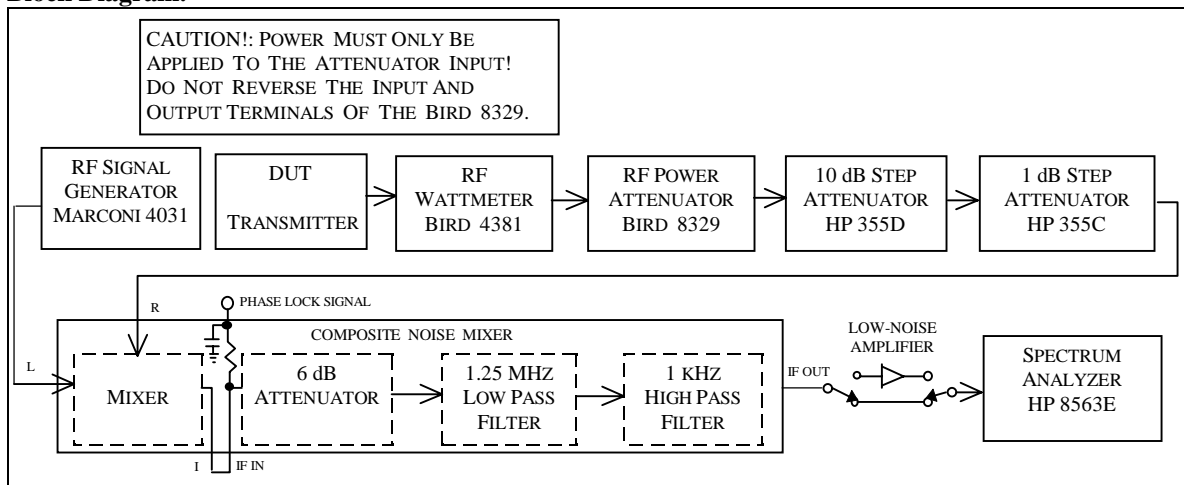 Block Diagram:
CAUTION!: POWER MUST ONLY BE
APPLIED TO THE ATTENUATOR INPUT!
DO NOT REVERSE THE INPUT AND
OUTPUT TERMINALS OF THE BIRD 8329.
RF SIGNAL
GENERATOR
MARCONI 4031
DUT
TRANSMITTER
RF
WATTMETER
BIRD 4381
RF POWER
ATTENUATOR
BIRD 8329
10 dB STEP
ATTENUATOR
HP 355D
1 dB STEP
ATTENUATOR
HP 355C
R
PHASE LOCK SIGNAL
L
COMPOSITE NOISE MIXER
MIXER
6 dB
ATTENUATOR
1.25 MHZ
LOW PASS
FILTER
1 KHZ
HIGH PASS
FILTER
I
IF IN
IF OUT
LOW-NOISE
AMPLIFIER
SPECTRUM
ANALYZER
HP 8563E